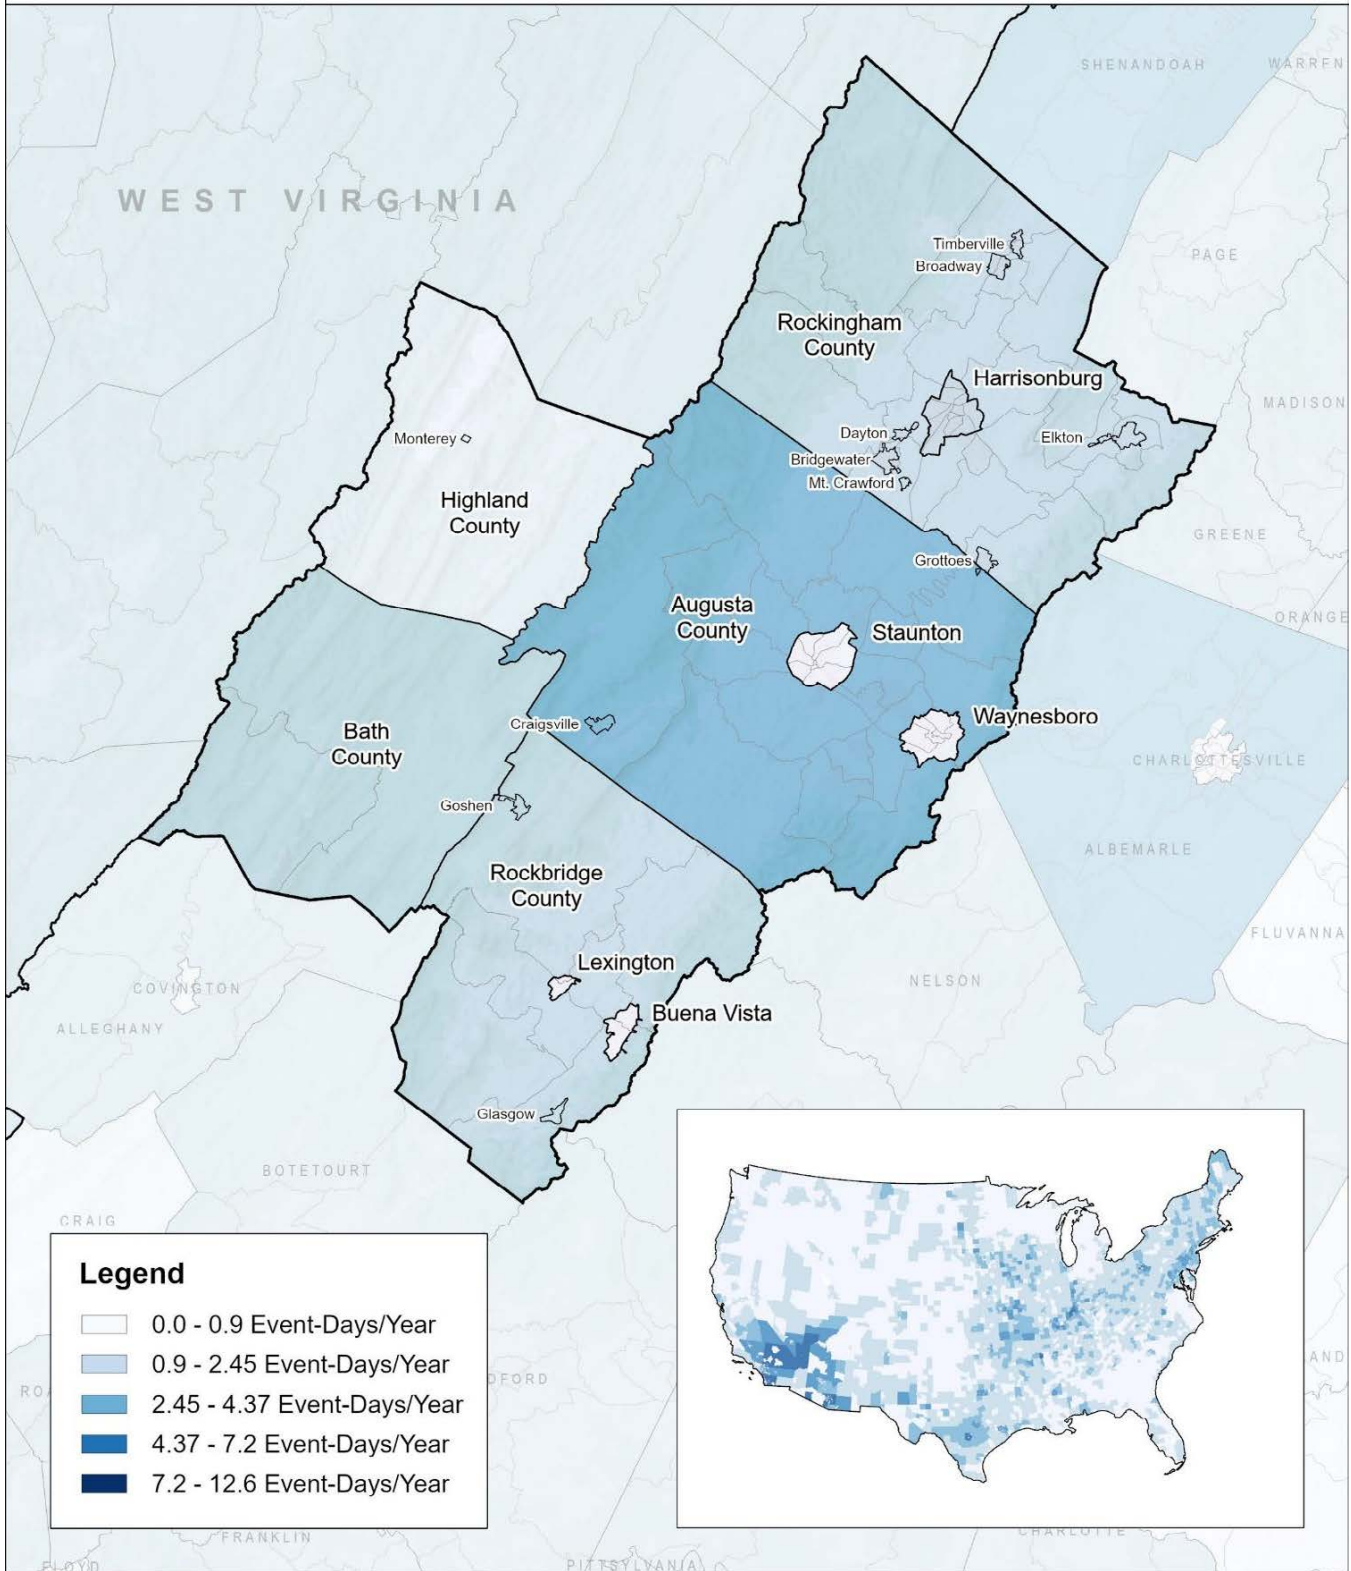 SHENANDOAH
WARREN
WEST VIRGINIA
Timberville
Broadway
PAGE
Rockingham
County
Harrisonburg
MADISON
Monterey
Dayton
Elkton
Bridgewater
Mt. Crawford
Highland
County
GREENE
Grottoes
Augusta
County
ORANGE
Staunton
Craigsville
Waynesboro
Bath
County
CHARLOTTESVILLE
Goshen
ALBEMARLE
Rockbridge
County
FLUVANNA
Lexington
NELSON
COVINGTON
Buena Vista
ALLEGHANY
Glasgow
BOTETOURT
CRAIG
Legend
0.0 - 0.9 Event-Days/Year
0.9 - 2.45 Event-Days/Year
2.45 - 4.37 Event-Days/Year
4.37 - 7.2 Event-Days/Year
7.2 - 12.6 Event-Days/Year
ROA
DFORD
AND
FRANKLIN
CHARLOTTE
FLOYD
PITTSYLVANIA